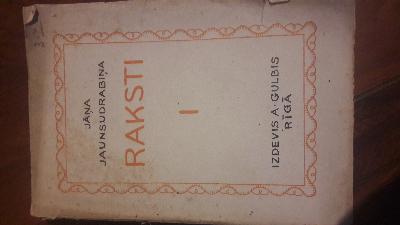 JĀŅA
JAUNSUDRABIŅA
RAKSTI
I
IZDEVIS A. GULBIS
RĪGĀ